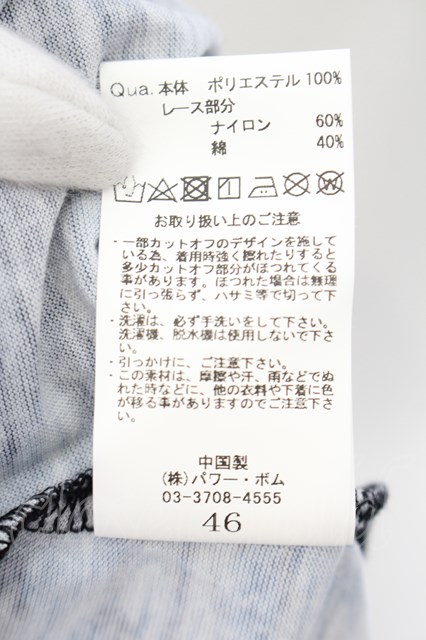 Qua. 本体 ポリエステル 100%
レース部分
ナイロン 60%
綿 40%
お取り扱い上のご注意
・一部カットオフのデザインを施して
いる為、着用時強く擦れたりすると
多少カットオフ部分がほつれてくる
事があります。ほつれた場合は無理
に引っ張らず、ハサミ等で切って下
さい。
・洗濯は、必ず手洗いをして下さい。
洗濯機、脱水機は使用しないで下さ
い。
・引っかけに、ご注意下さい。
・この素材は、摩擦や汗、雨などでぬ
れた時などに、他の衣料や下着に色
が移る事がありますのでご注意下さ
い。
中国製
(株)パワー・ボム
03-3708-4555
46